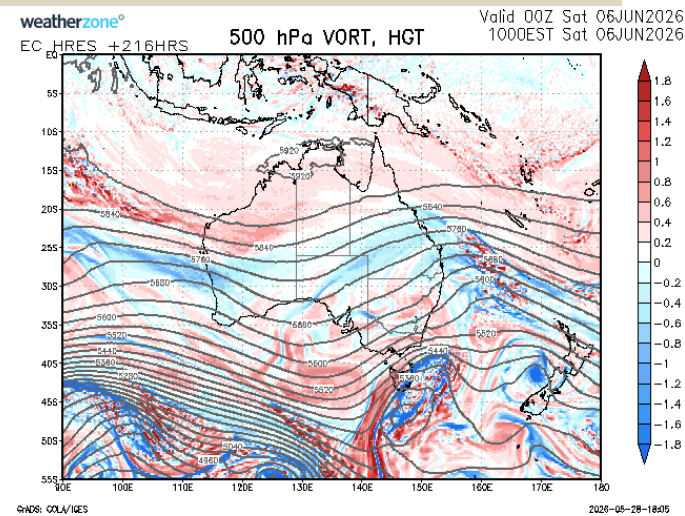 weatherzone°
Valid 00Z Sat 06JUN2026
EC HRES +216HRS
500 hPa VORT, HGT
1000EST Sat 06JUN2026
EQ
5S
10S
15S
20S
25S
30S
35S
40S
45S
50S
55S
90E
100E
110E
120E
130E
140E
150E
160E
170E
180
5920
5920
5840
5840
5840
5760
5760
5680
5680
5600
5680
5600
5520
5520
5520
5440
5440
5360
5040
4960
1.8
1.6
1.4
1.2
1
0.8
0.6
0.4
0.2
0
-0.2
-0.4
-0.6
-0.8
-1
-1.2
-1.4
-1.6
-1.8
GrADS: COLA/IGES
2026-05-28-18:05